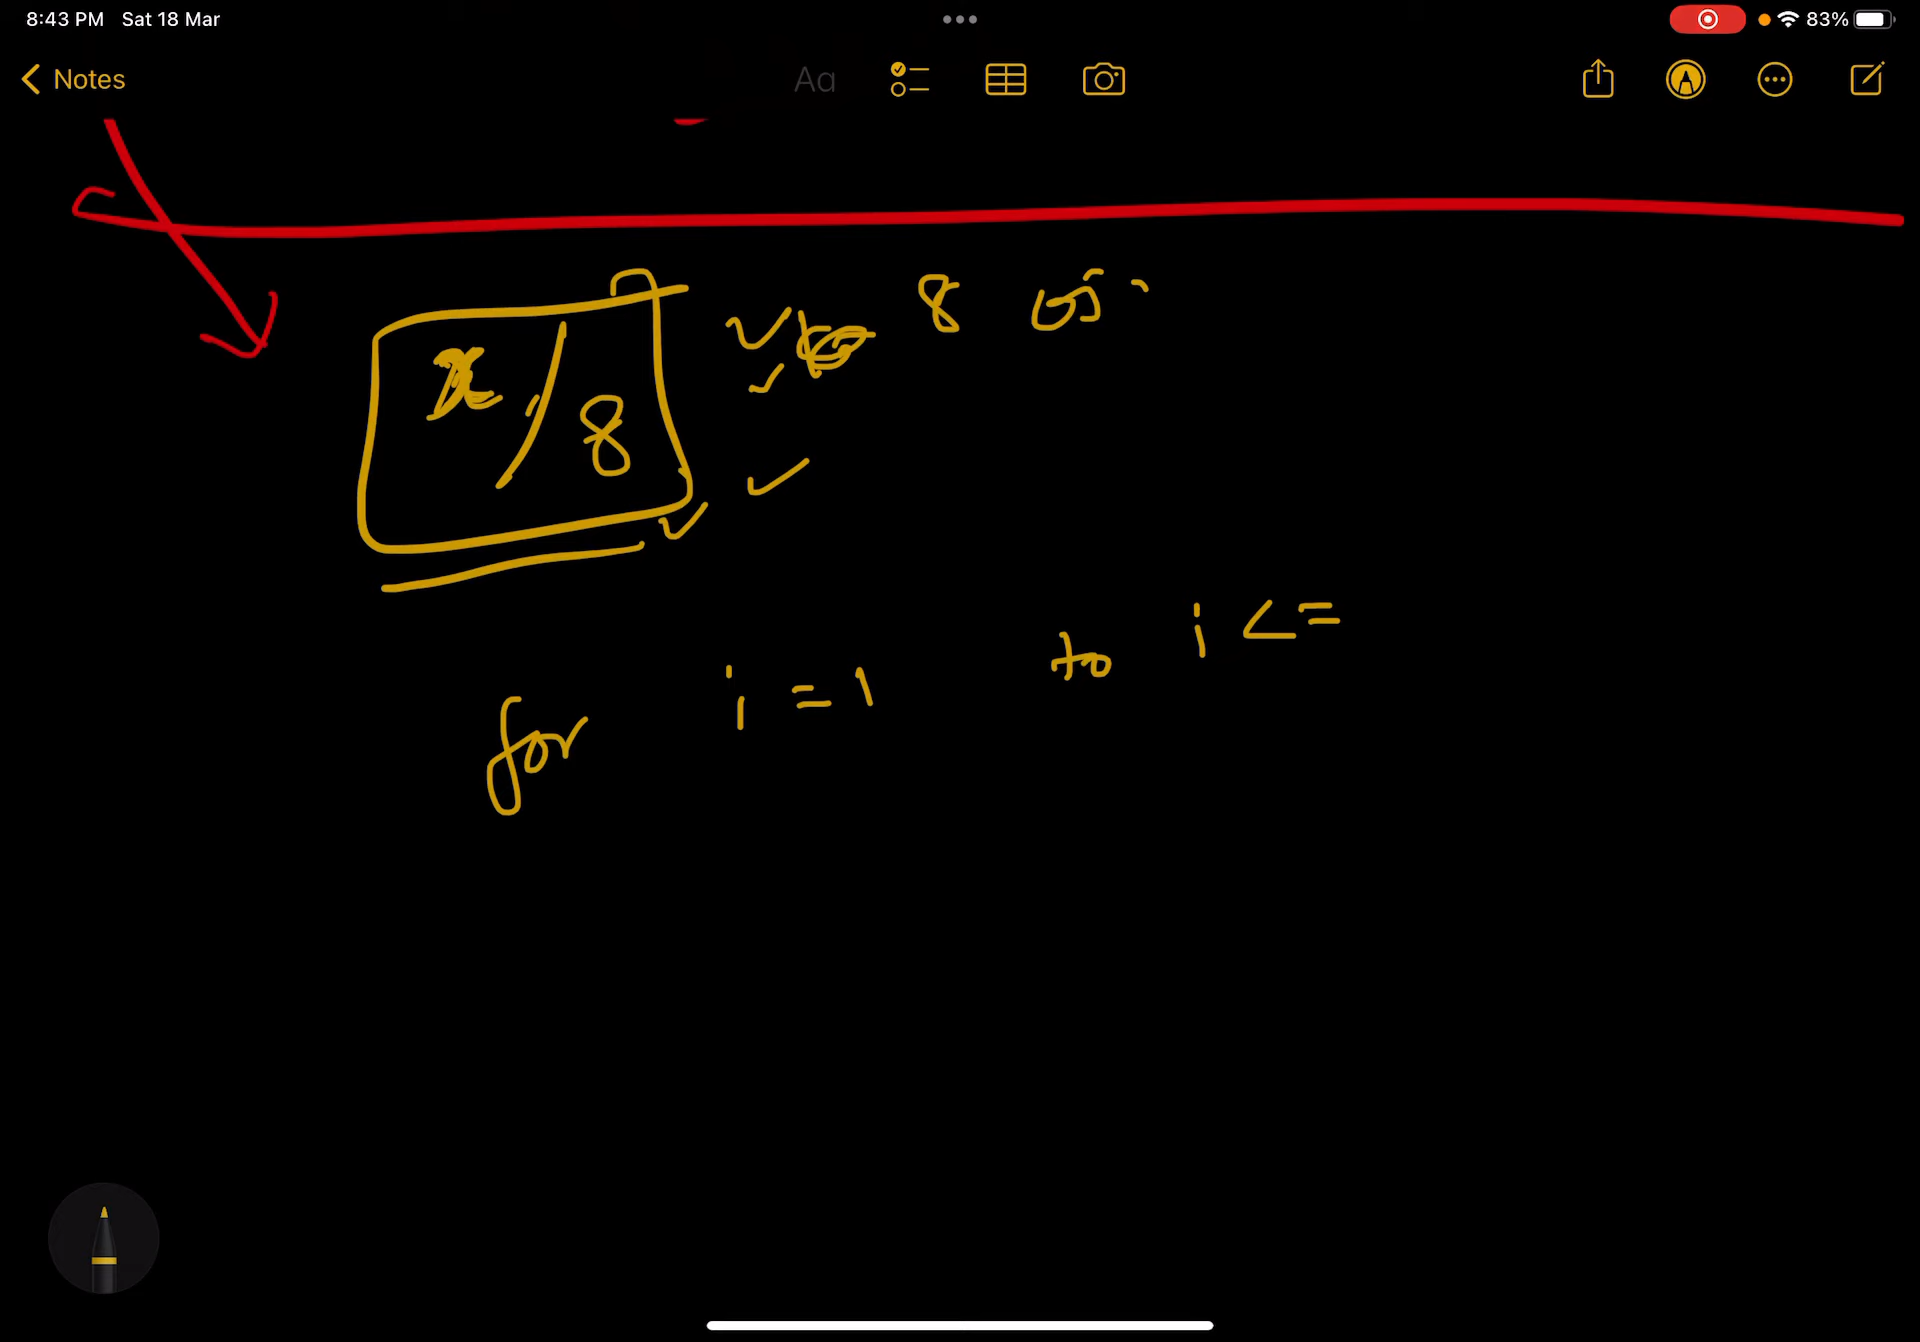 8:43 PM Sat 18 Mar
83%
Notes
Aa
x / 8
8
for i = 1 to i <=